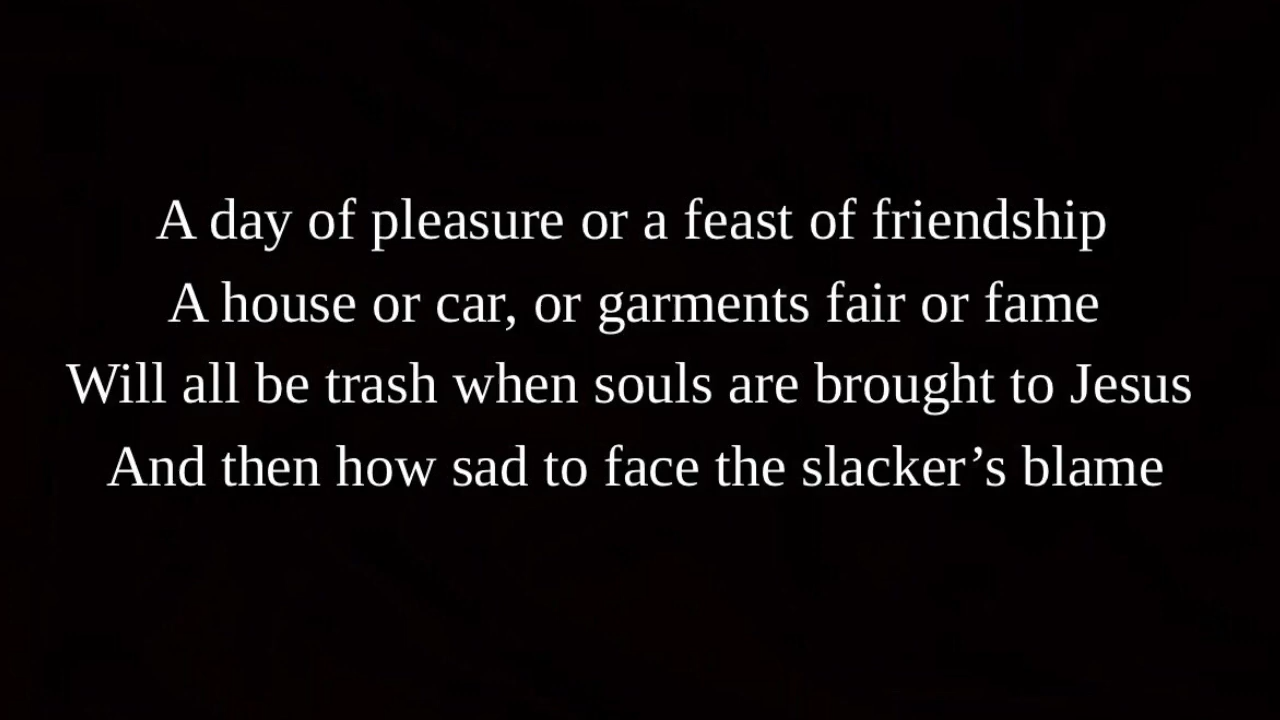 A day of pleasure or a feast of friendship
A house or car, or garments fair or fame
Will all be trash when souls are brought to Jesus
And then how sad to face the slacker’s blame